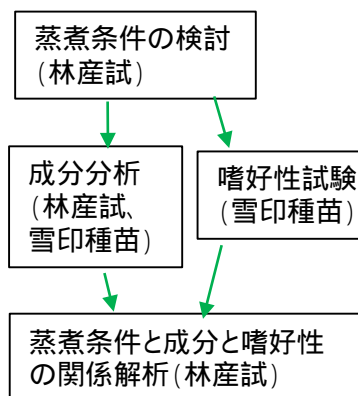 蒸煮条件の検討
(林産試)
成分分析
(林産試、
雪印種苗)
嗜好性試験
(雪印種苗)
蒸煮条件と成分と嗜好性
の関係解析(林産試)